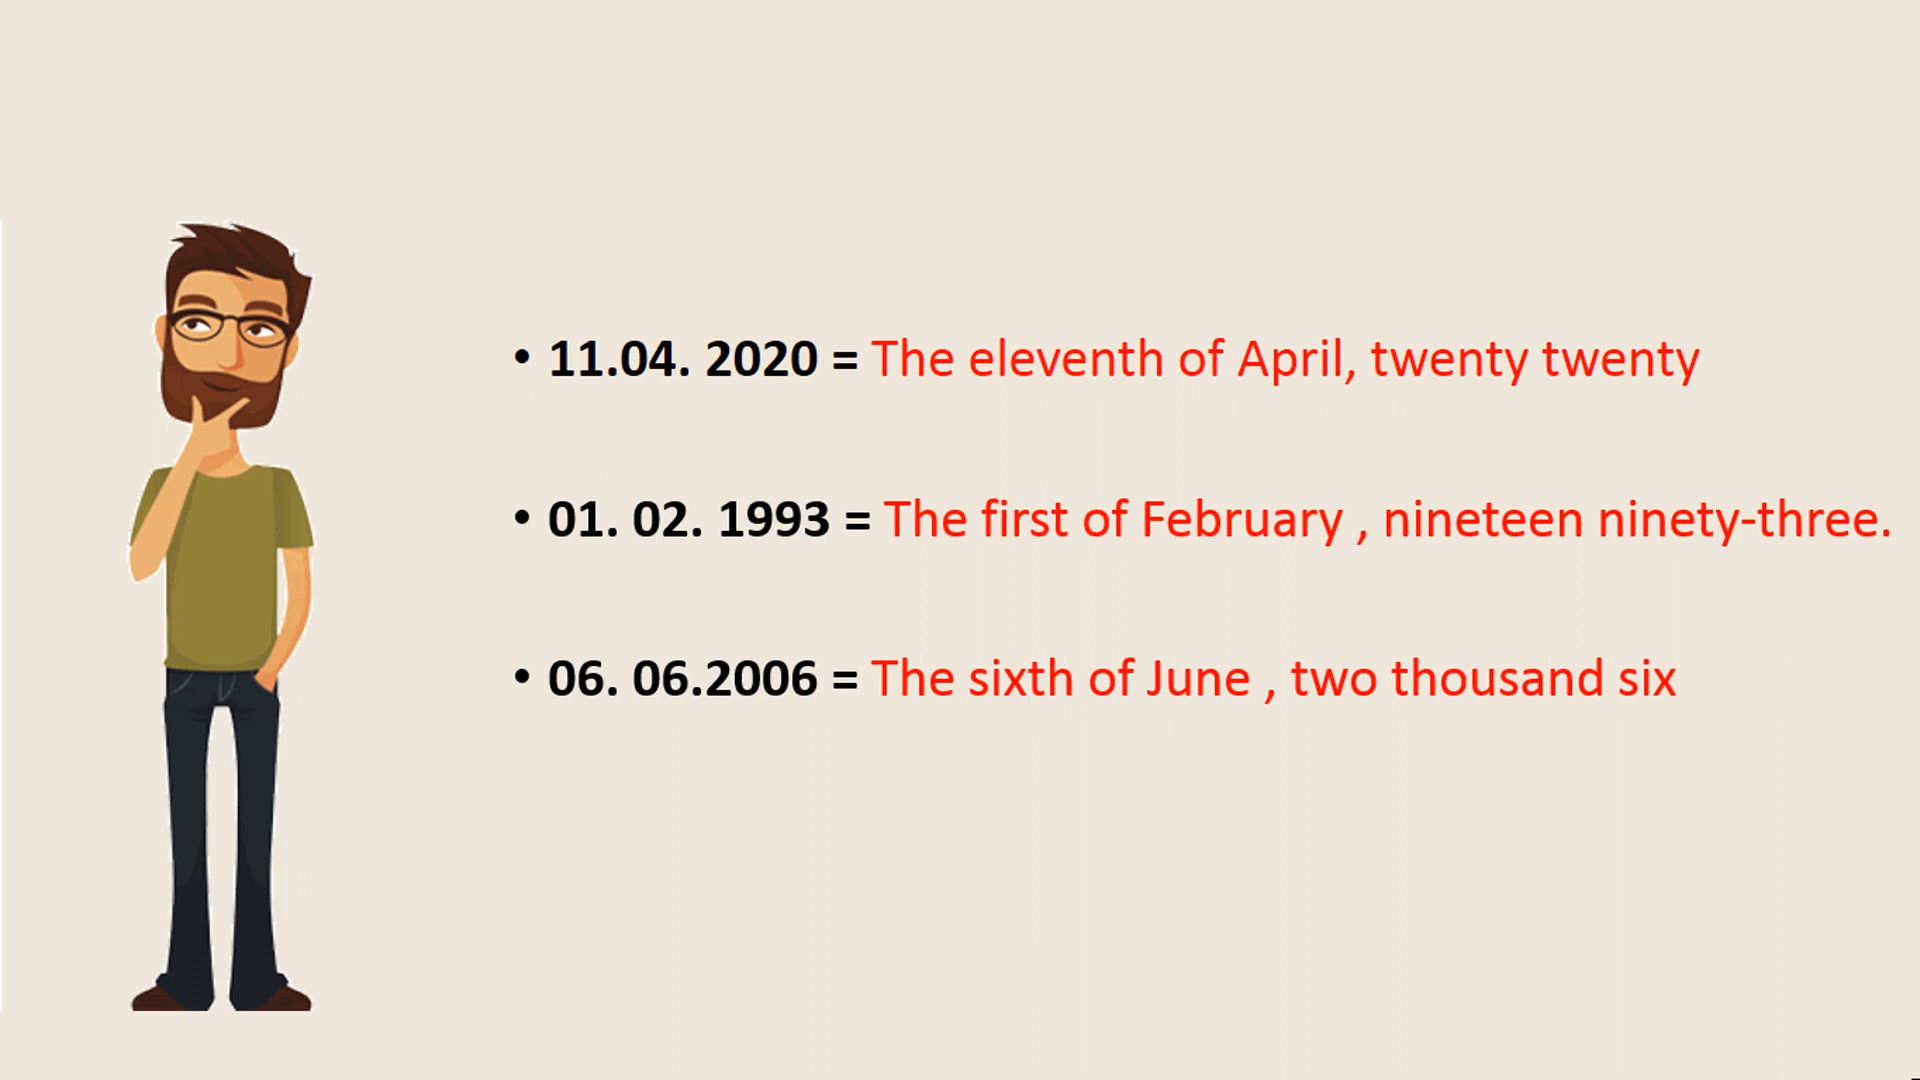 • 11.04. 2020 = The eleventh of April, twenty twenty
• 01. 02. 1993 = The first of February , nineteen ninety-three.
• 06. 06.2006 = The sixth of June , two thousand six